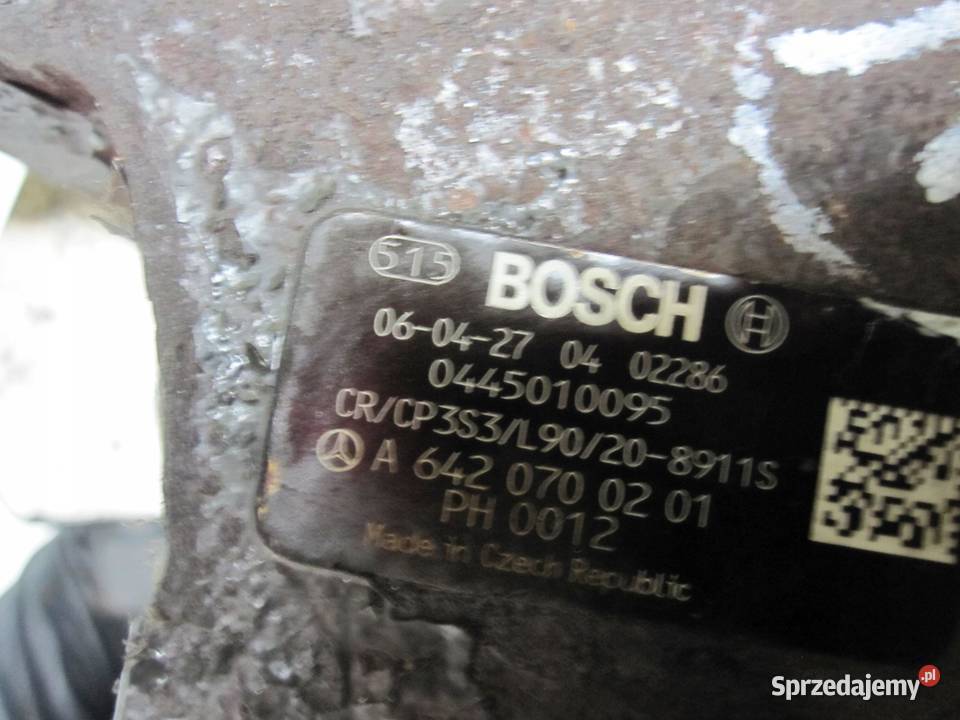 515 BOSCH
06-04-27 04 02286
0445010095
CR/CP3S3/L90/20-8911S
A 642 070 02 01
PH 0012
Made in Czech Republic
Sprzedajemy.pl